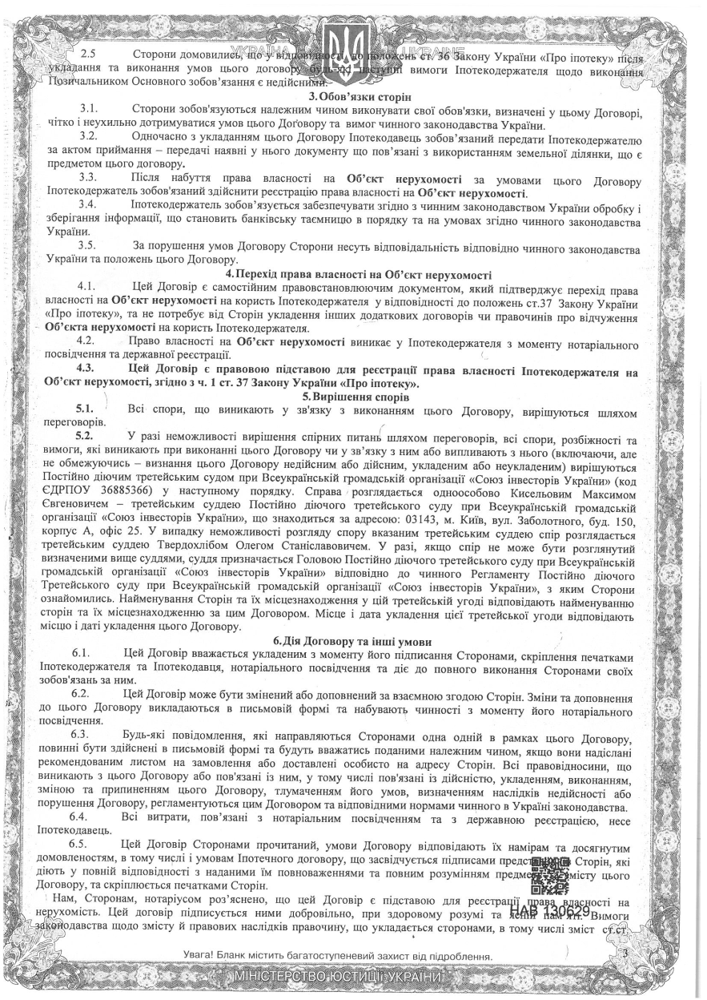 УКРАЇНА UKRAINE
2.5 Сторони домовились, що у відповідності до положень ст. 36 Закону України «Про іпотеку» після
укладання та виконання умов цього договору будь-які наступні вимоги Іпотекодержателя щодо виконання
Позичальником Основного зобов’язання є недійсними.
3.Обов’язки сторін
3.1. Сторони зобов'язуються належним чином виконувати свої обов'язки, визначені у цьому Договорі,
чітко і неухильно дотримуватися умов цього Договору та вимог чинного законодавства України.
3.2. Одночасно з укладанням цього Договору Іпотекодавець зобов’язаний передати Іпотекодержателю
за актом приймання – передачі наявні у нього документу що пов’язані з використанням земельної ділянки, що є
предметом цього договору.
3.3. Після набуття права власності на Об’єкт нерухомості за умовами цього Договору
Іпотекодержатель зобов'язаний здійснити реєстрацію права власності на Об’єкт нерухомості.
3.4. Іпотекодержатель зобов’язується забезпечувати згідно з чинним законодавством України обробку і
зберігання інформації, що становить банківську таємницю в порядку та на умовах згідно чинного законодавства
України.
3.5. За порушення умов Договору Сторони несуть відповідальність відповідно чинного законодавства
України та положень цього Договору.
4.Перехід права власності на Об’єкт нерухомості
4.1. Цей Договір є самостійним правовстановлюючим документом, який підтверджує перехід права
власності на Об’єкт нерухомості на користь Іпотекодержателя у відповідності до положень ст.37 Закону України
«Про іпотеку», та не потребує від Сторін укладення інших додаткових договорів чи правочинів про відчуження
Об’єкта нерухомості на користь Іпотекодержателя.
4.2. Право власності на Об’єкт нерухомості виникає у Іпотекодержателя з моменту нотаріального
посвідчення та державної реєстрації.
4.3. Цей Договір є правовою підставою для реєстрації права власності Іпотекодержателя на
Об’єкт нерухомості, згідно з ч. 1 ст. 37 Закону України «Про іпотеку».
5.Вирішення спорів
5.1. Всі спори, що виникають у зв'язку з виконанням цього Договору, вирішуються шляхом
переговорів.
5.2. У разі неможливості вирішення спірних питань шляхом переговорів, всі спори, розбіжності та
вимоги, які виникають при виконанні цього Договору чи у зв’язку з ним або випливають з нього (включаючи, але
не обмежуючись – визнання цього Договору недійсним або дійсним, укладеним або неукладеним) вирішуються
Постійно діючим третейським судом при Всеукраїнській громадській організації «Союз інвесторів України» (код
ЄДРПОУ 36885366) у наступному порядку. Справа розглядається одноособово Кисельовим Максимом
Євгеновичем – третейським суддею Постійно діючого третейського суду при Всеукраїнській громадській
організації «Союз інвесторів України», що знаходиться за адресою: 03143, м. Київ, вул. Заболотного, буд. 150,
корпус А, офіс 25. У випадку неможливості розгляду спору вказаним третейським суддею спір розглядається
третейським суддею Твердохлібом Олегом Станіславовичем. У разі, якщо спір не може бути розглянутий
визначеними вище суддями, суддя призначається Головою Постійно діючого третейського суду при Всеукраїнській
громадській організації «Союз інвесторів України» відповідно до чинного Регламенту Постійно діючого
Третейського суду при Всеукраїнській громадській організації «Союз інвесторів України», з яким Сторони
ознайомились. Найменування Сторін та їх місцезнаходження у цій третейській угоді відповідають найменуванню
сторін та їх місцезнаходженню за цим Договором. Місце і дата укладення цієї третейської угоди відповідають
місцю і даті укладення цього Договору.
6.Дія Договору та інші умови
6.1. Цей Договір вважається укладеним з моменту його підписання Сторонами, скріплення печатками
Іпотекодержателя та Іпотекодавця, нотаріального посвідчення та діє до повного виконання Сторонами своїх
зобов'язань за ним.
6.2. Цей Договір може бути змінений або доповнений за взаємною згодою Сторін. Зміни та доповнення
до цього Договору викладаються в письмовій формі та набувають чинності з моменту його нотаріального
посвідчення.
6.3. Будь-які повідомлення, які направляються Сторонами одна одній в рамках цього Договору,
повинні бути здійснені в письмовій формі та будуть вважатись поданими належним чином, якщо вони надіслані
рекомендованим листом на замовлення або доставлені особисто на адресу Сторін. Всі правовідносини, що
виникають з цього Договору або пов'язані із ним, у тому числі пов'язані із дійсністю, укладенням, виконанням,
зміною та припиненням цього Договору, тлумаченням його умов, визначенням наслідків недійсності або
порушення Договору, регламентуються цим Договором та відповідними нормами чинного в Україні законодавства.
6.4. Всі витрати, пов’язані з нотаріальним посвідченням та з державною реєстрацією, несе
Іпотекодавець.
6.5. Цей Договір Сторонами прочитаний, умови Договору відповідають їх намірам та досягнутим
домовленостям, в тому числі і умовам Іпотечного договору, що засвідчується підписами Сторін, які
діють у повній відповідності з наданими їм повноваженнями та повним розумінням змісту цього
Договору, та скріплюється печатками Сторін.
Нам, Сторонам, нотаріусом роз’яснено, що цей Договір є підставою для реєстрації права власності на
нерухомість. Цей договір підписується ними добровільно, при здоровому розумі та ясній пам’яті. Вимоги
законодавства щодо змісту й правових наслідків правочину, що укладається сторонами, в тому числі зміст ст.ст.
НАВ 130629
Увага! Бланк містить багатоступеневий захист від підроблення.
3
МІНІСТЕРСТВО ЮСТИЦІЇ УКРАЇНИ